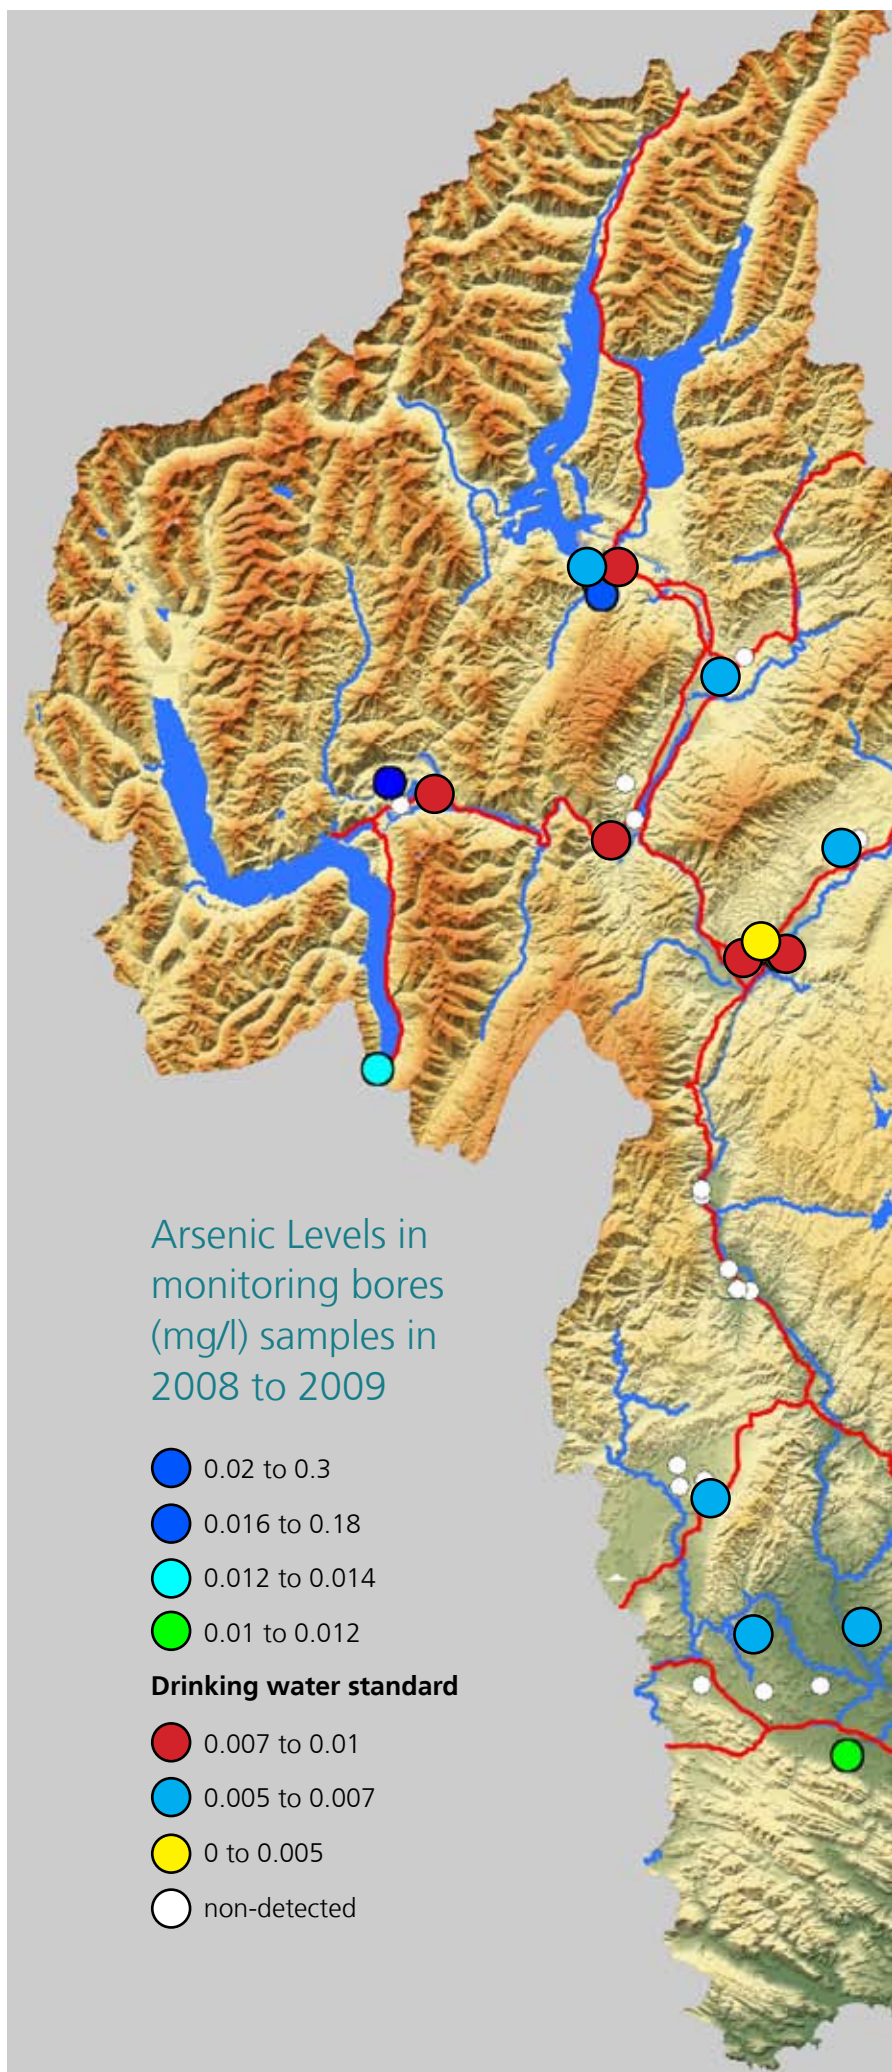 Arsenic Levels in
monitoring bores
(mg/l) samples in
2008 to 2009
0.02 to 0.3
0.016 to 0.18
0.012 to 0.014
0.01 to 0.012
Drinking water standard
0.007 to 0.01
0.005 to 0.007
0 to 0.005
non-detected